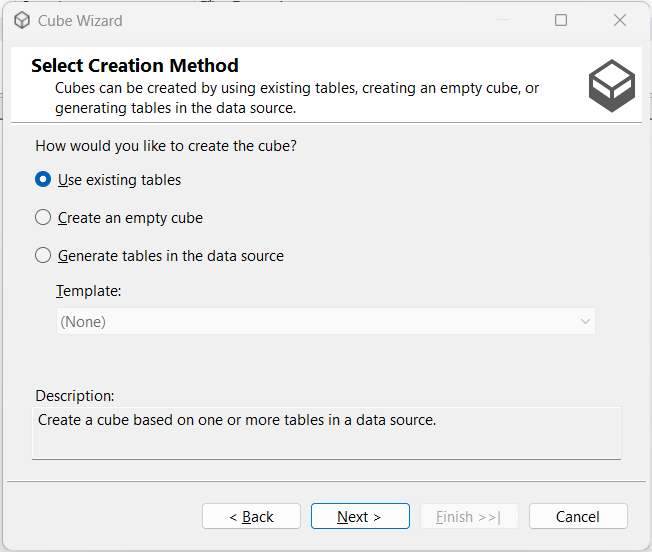 Cube Wizard
Select Creation Method
Cubes can be created by using existing tables, creating an empty cube, or
generating tables in the data source.
How would you like to create the cube?
Use existing tables
Create an empty cube
Generate tables in the data source
Template:
(None)
Description:
Create a cube based on one or more tables in a data source.
< Back
Next >
Finish >>|
Cancel